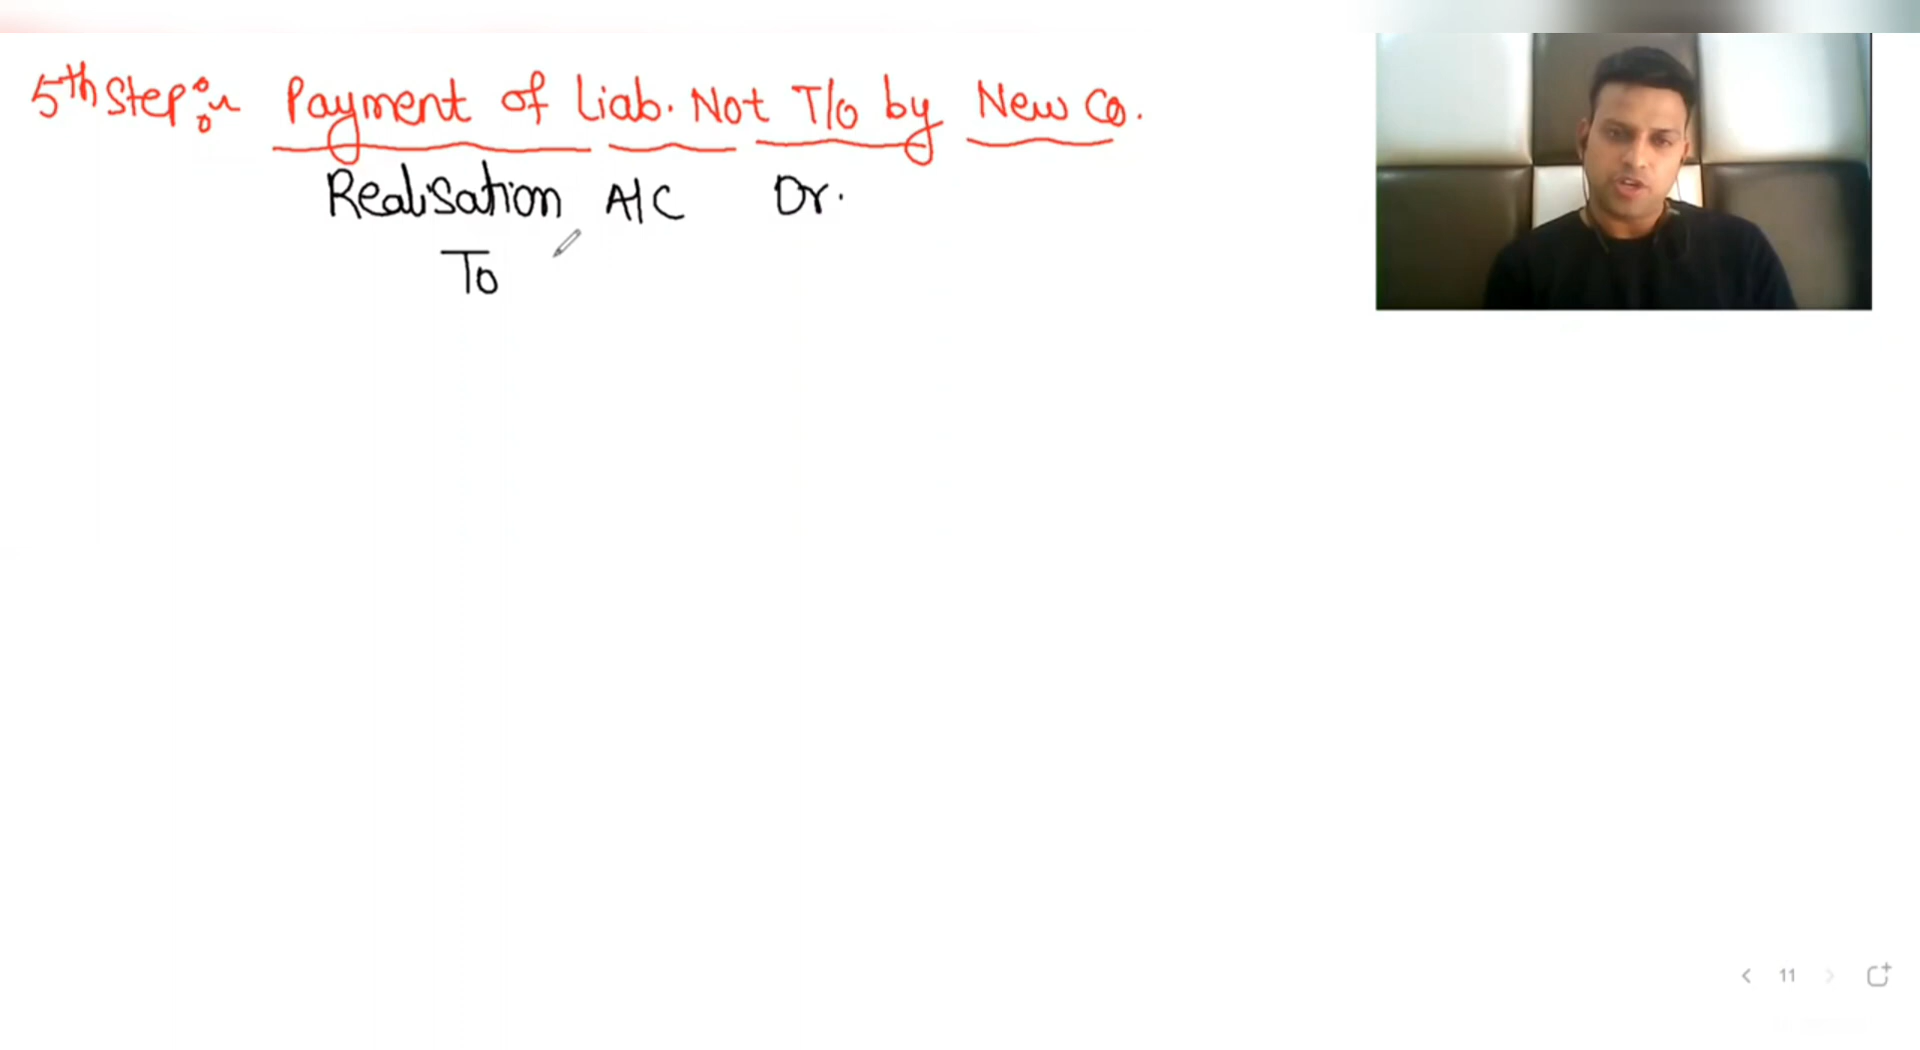 5th Step:- Payment of Liab. Not T/o by New Co.
Realisation A/C Dr.
To
11